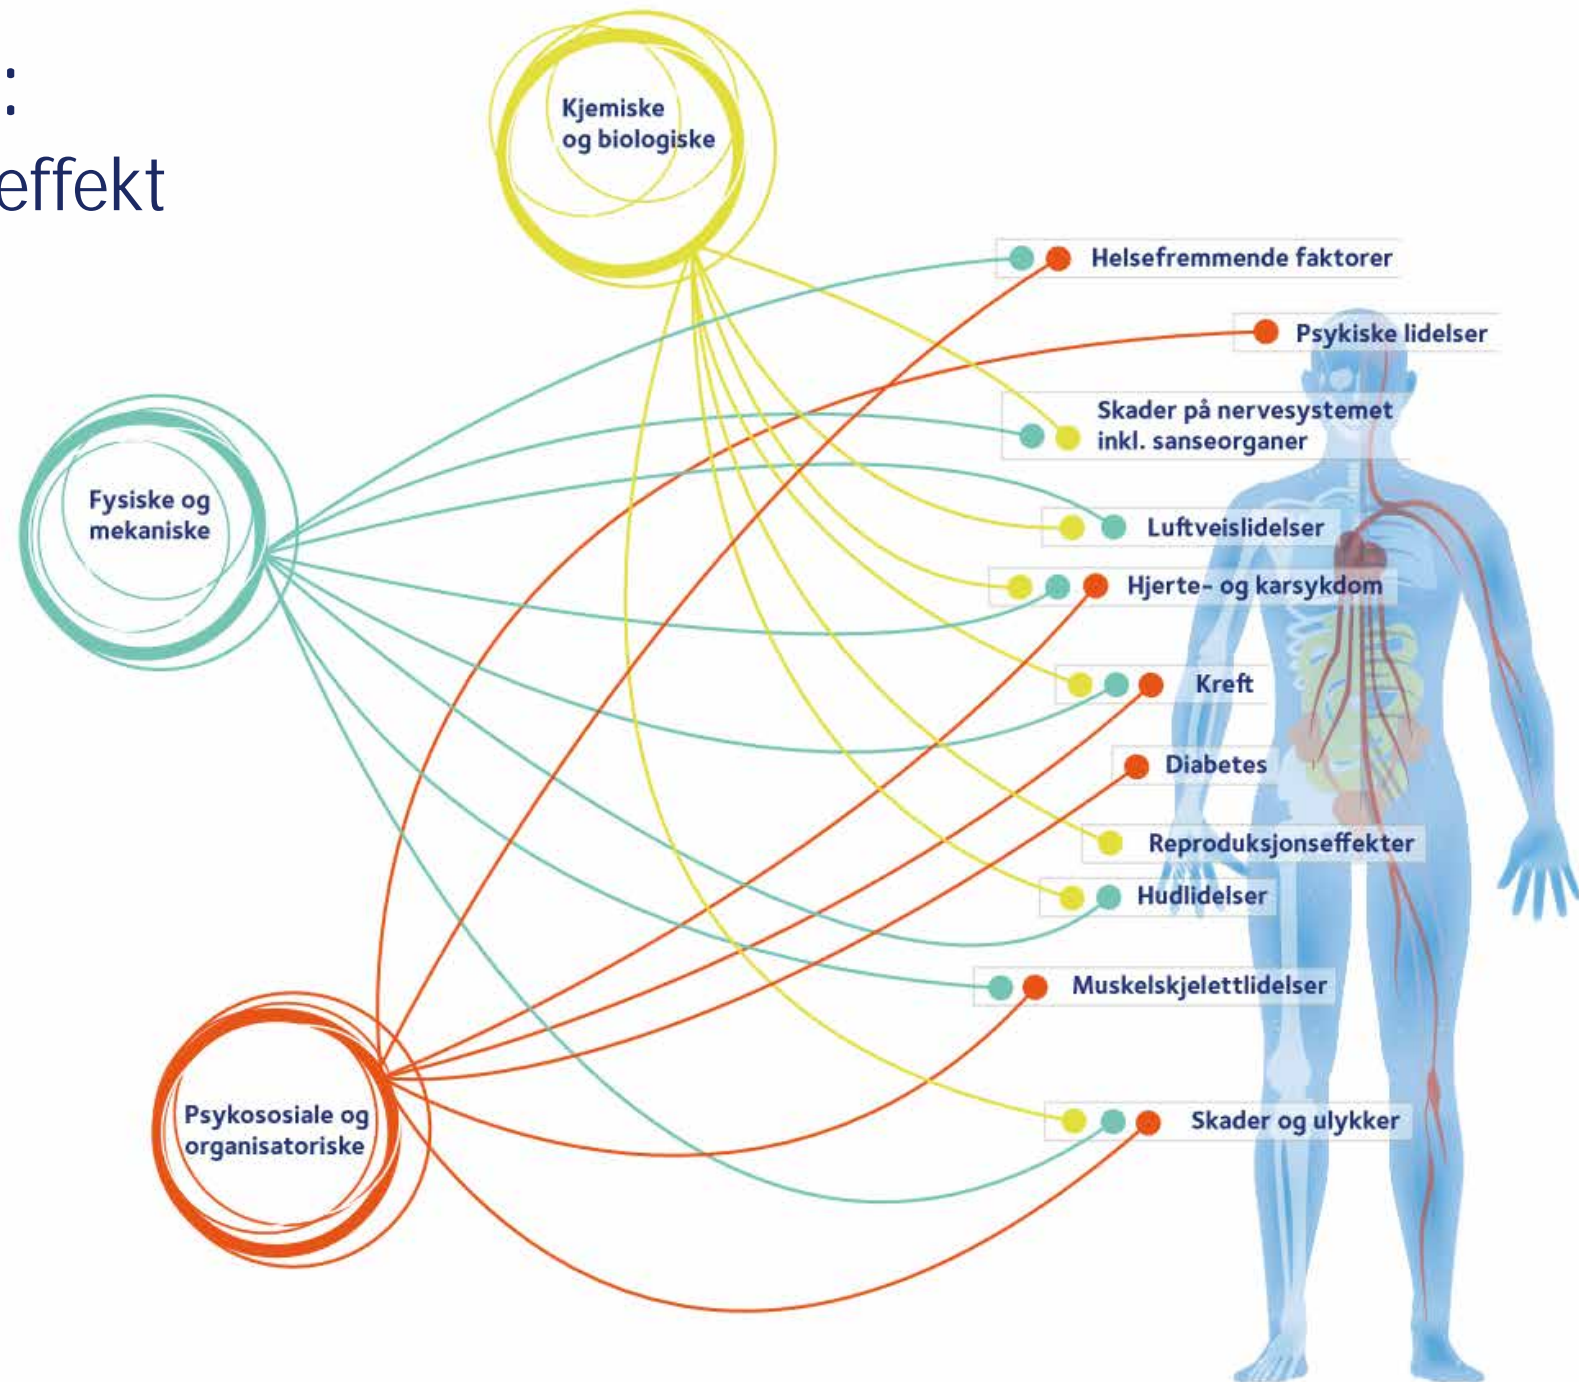 :
effekt
Kjemiske
og biologiske
Helsefremmende faktorer
Psykiske lidelser
Skader på nervesystemet
inkl. sanseorganer
Fysiske og
mekaniske
Luftveislidelser
Hjerte- og karsykdom
Kreft
Diabetes
Reproduksjonseffekter
Hudlidelser
Muskelskjelettlidelser
Psykososiale og
organisatoriske
Skader og ulykker